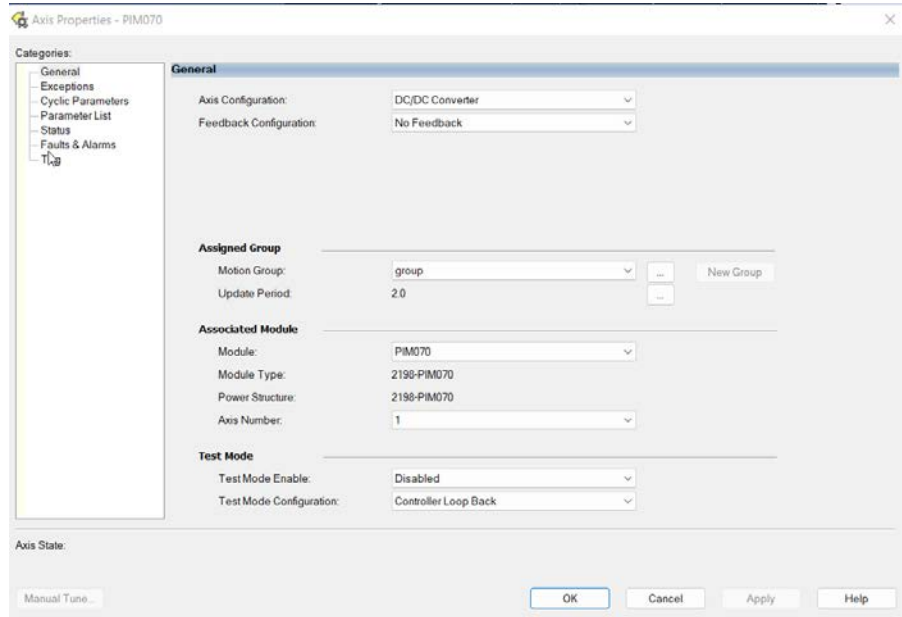 Axis Properties - PIM070
Categories:
General
Exceptions
Cyclic Parameters
Parameter List
Status
Faults & Alarms
General
Axis Configuration: DC/DC Converter
Feedback Configuration: No Feedback
Assigned Group
Motion Group: group ... New Group
Update Period: 2.0 ...
Associated Module
Module: PIM070
Module Type: 2198-PIM070
Power Structure: 2198-PIM070
Axis Number: 1
Test Mode
Test Mode Enable: Disabled
Test Mode Configuration: Controller Loop Back
Axis State:
Manual Tune... OK Cancel Apply Help